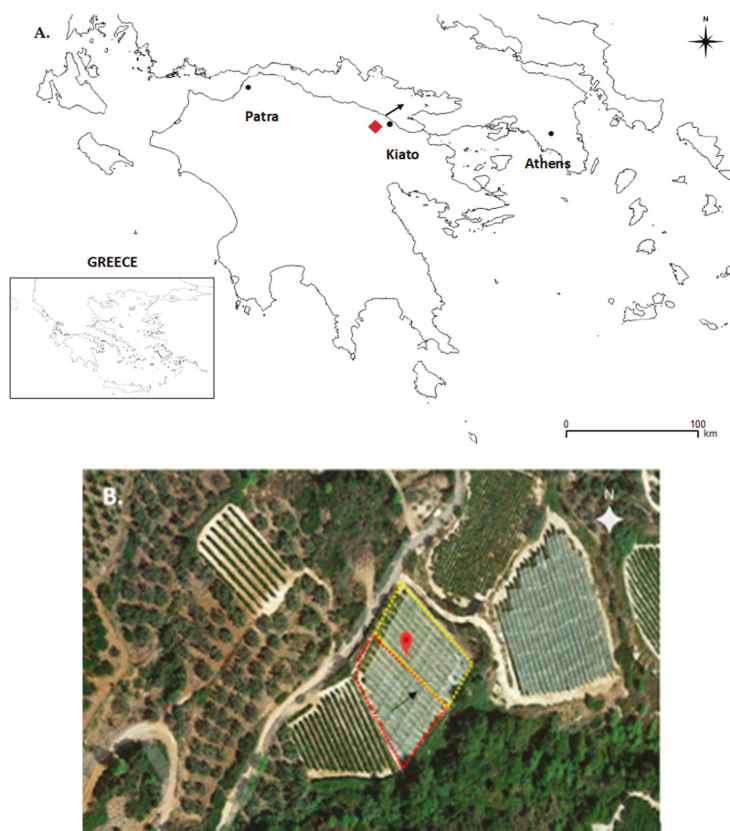 A.
N
Patra
Kiato
Athens
GREECE
0 100
km
B.
N